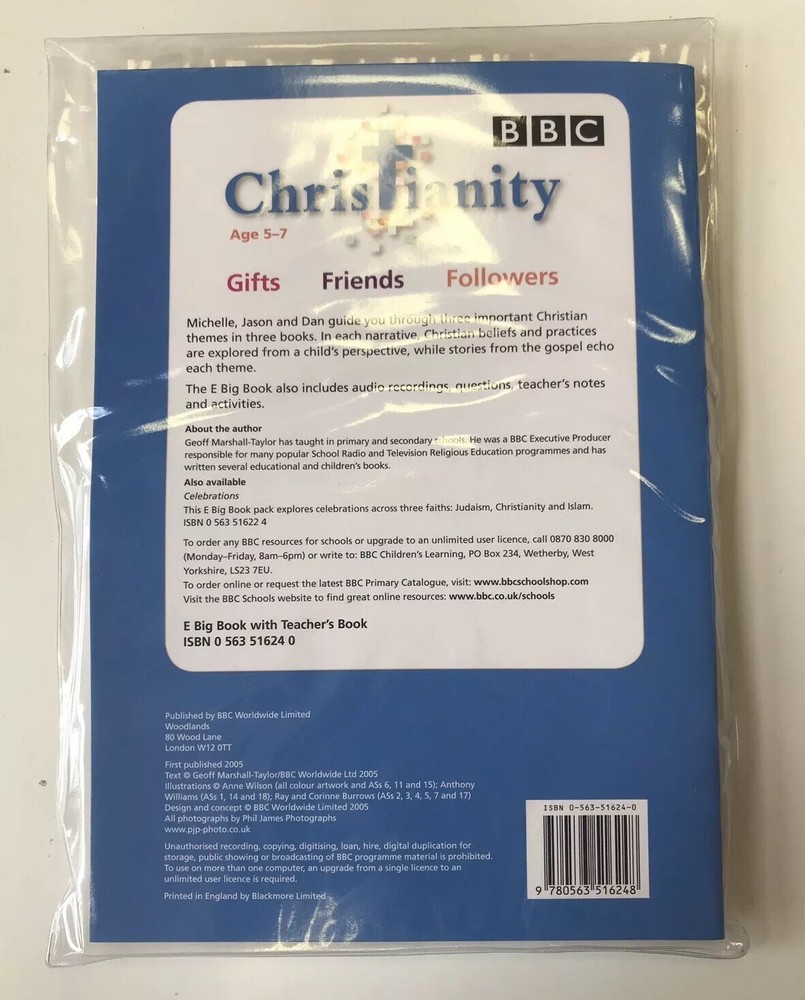 BBC
Christianity
Age 5–7
Gifts Friends Followers
Michelle, Jason and Dan guide you through three important Christian
themes in three books. In each narrative, Christian beliefs and practices
are explored from a child's perspective, while stories from the gospel echo
each theme.
The E Big Book also includes audio recordings, questions, teacher's notes
and activities.
About the author
Geoff Marshall-Taylor has taught in primary and secondary schools. He was a BBC Executive Producer
responsible for many popular School Radio and Television Religious Education programmes and has
written several educational and children's books.
Also available
Celebrations
This E Big Book pack explores celebrations across three faiths: Judaism, Christianity and Islam.
ISBN 0 563 51622 4
To order any BBC resources for schools or upgrade to an unlimited user licence, call 0870 830 8000
(Monday–Friday, 8am–6pm) or write to: BBC Children's Learning, PO Box 234, Wetherby, West
Yorkshire, LS23 7EU.
To order online or request the latest BBC Primary Catalogue, visit: www.bbcschoolshop.com
Visit the BBC Schools website to find great online resources: www.bbc.co.uk/schools
E Big Book with Teacher's Book
ISBN 0 563 51624 0
Published by BBC Worldwide Limited
Woodlands
80 Wood Lane
London W12 0TT
First published 2005
Text © Geoff Marshall-Taylor/BBC Worldwide Ltd 2005
Illustrations © Anne Wilson (all colour artwork and ASs 6, 11 and 15); Anthony
Williams (ASs 1, 14 and 18); Ray and Corinne Burrows (ASs 2, 3, 4, 5, 7 and 17)
Design and concept © BBC Worldwide Limited 2005
All photographs by Phil James Photographs
www.pjp-photo.co.uk
Unauthorised recording, copying, digitising, loan, hire, digital duplication for
storage, public showing or broadcasting of BBC programme material is prohibited.
To use on more than one computer, an upgrade from a single licence to an
unlimited user licence is required.
Printed in England by Blackmore Limited
ISBN 0-563-51624-0
9 780563 516248